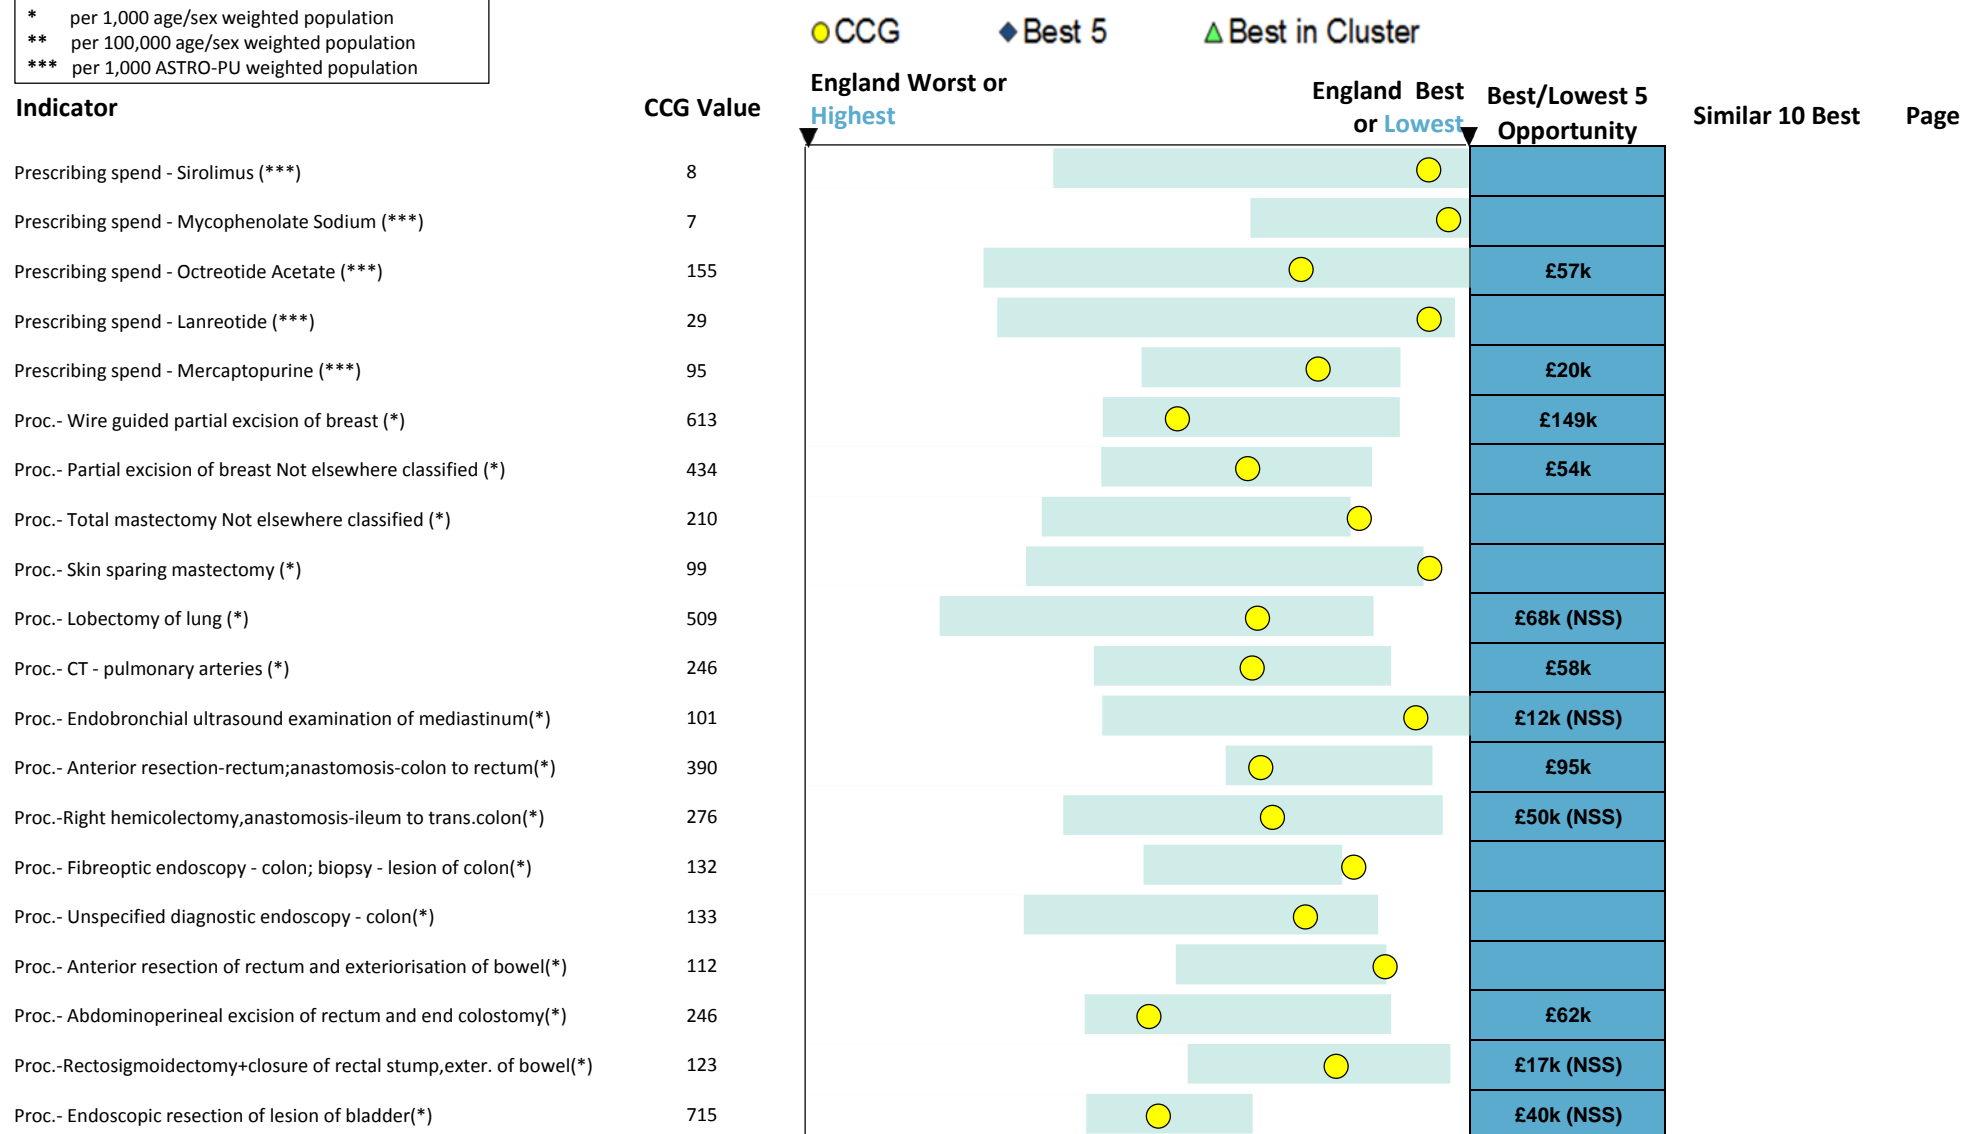 * per 1,000 age/sex weighted population
** per 100,000 age/sex weighted population
*** per 1,000 ASTRO-PU weighted population
CCG Best 5 Best in Cluster
Indicator CCG Value England Worst or Highest England Best or Lowest Best/Lowest 5 Opportunity Similar 10 Best Page
Prescribing spend - Sirolimus (***) 8
Prescribing spend - Mycophenolate Sodium (***) 7
Prescribing spend - Octreotide Acetate (***) 155 £57k
Prescribing spend - Lanreotide (***) 29
Prescribing spend - Mercaptopurine (***) 95 £20k
Proc.- Wire guided partial excision of breast (*) 613 £149k
Proc.- Partial excision of breast Not elsewhere classified (*) 434 £54k
Proc.- Total mastectomy Not elsewhere classified (*) 210
Proc.- Skin sparing mastectomy (*) 99
Proc.- Lobectomy of lung (*) 509 £68k (NSS)
Proc.- CT - pulmonary arteries (*) 246 £58k
Proc.- Endobronchial ultrasound examination of mediastinum(*) 101 £12k (NSS)
Proc.- Anterior resection-rectum;anastomosis-colon to rectum(*) 390 £95k
Proc.-Right hemicolectomy,anastomosis-ileum to trans.colon(*) 276 £50k (NSS)
Proc.- Fibreoptic endoscopy - colon; biopsy - lesion of colon(*) 132
Proc.- Unspecified diagnostic endoscopy - colon(*) 133
Proc.- Anterior resection of rectum and exteriorisation of bowel(*) 112
Proc.- Abdominoperineal excision of rectum and end colostomy(*) 246 £62k
Proc.-Rectosigmoidectomy+closure of rectal stump,exter. of bowel(*) 123 £17k (NSS)
Proc.- Endoscopic resection of lesion of bladder(*) 715 £40k (NSS)